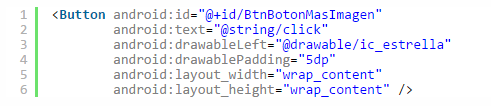 1 <Button android:id="@+id/BtnBotonMasImagen"
2 android:text="@string/click"
3 android:drawableLeft="@drawable/ic_estrella"
4 android:drawablePadding="5dp"
5 android:layout_width="wrap_content"
6 android:layout_height="wrap_content" />